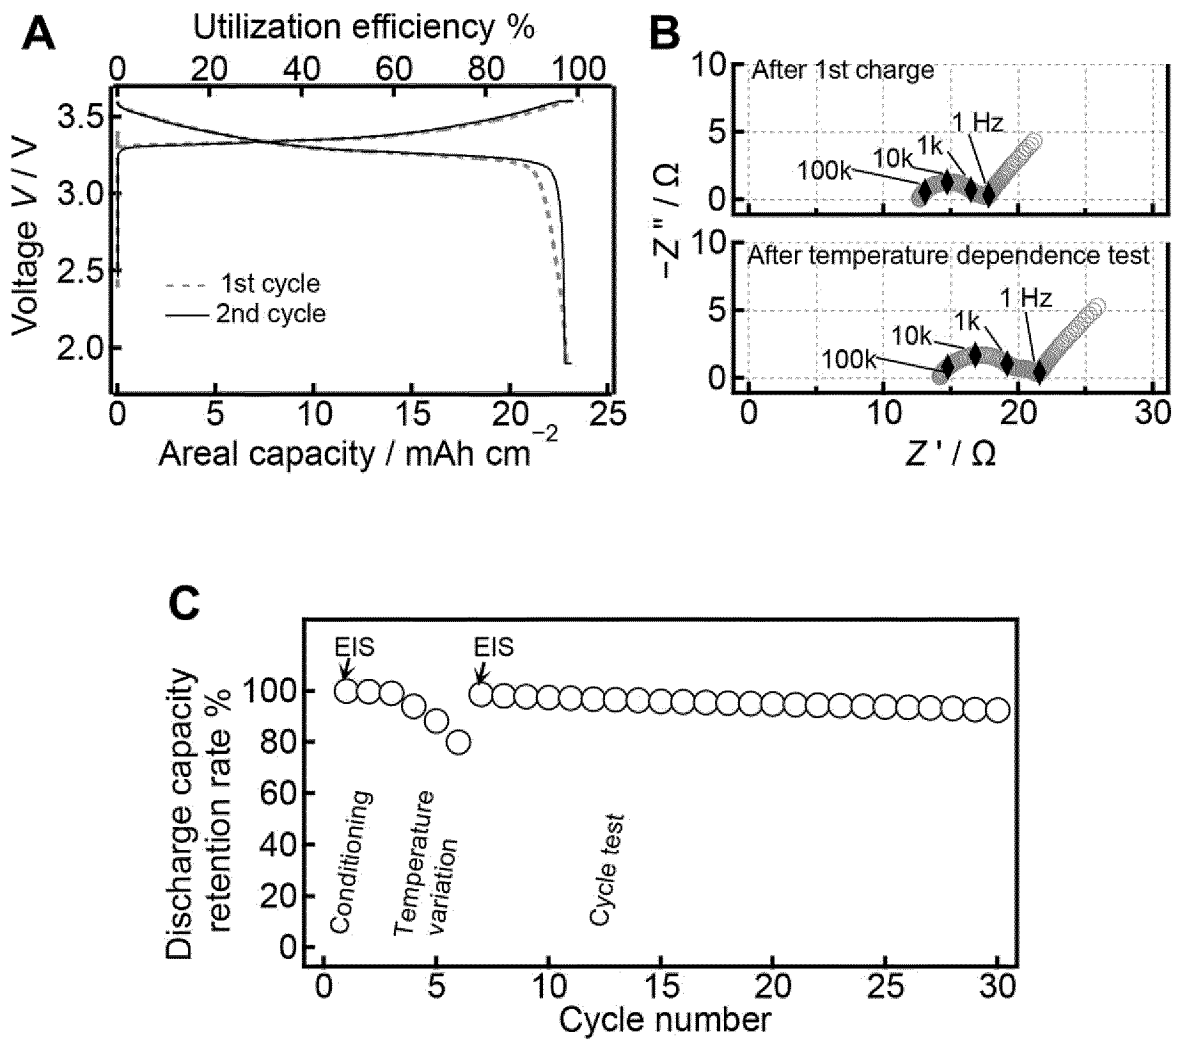 A
Utilization efficiency %
0 20 40 60 80 100
3.5
3.0
2.5
2.0
Voltage V / V
1st cycle
2nd cycle
0 5 10 15 20 25
Areal capacity / mAh cm−2
B
10
5
0
After 1st charge
100k
10k
1k
1 Hz
−Z '' / Ω
10
5
0
After temperature dependence test
100k
10k
1k
1 Hz
0 10 20 30
Z ' / Ω
C
EIS
EIS
100
80
60
40
20
0
Discharge capacity
retention rate %
Conditioning
Temperature
variation
Cycle test
0 5 10 15 20 25 30
Cycle number